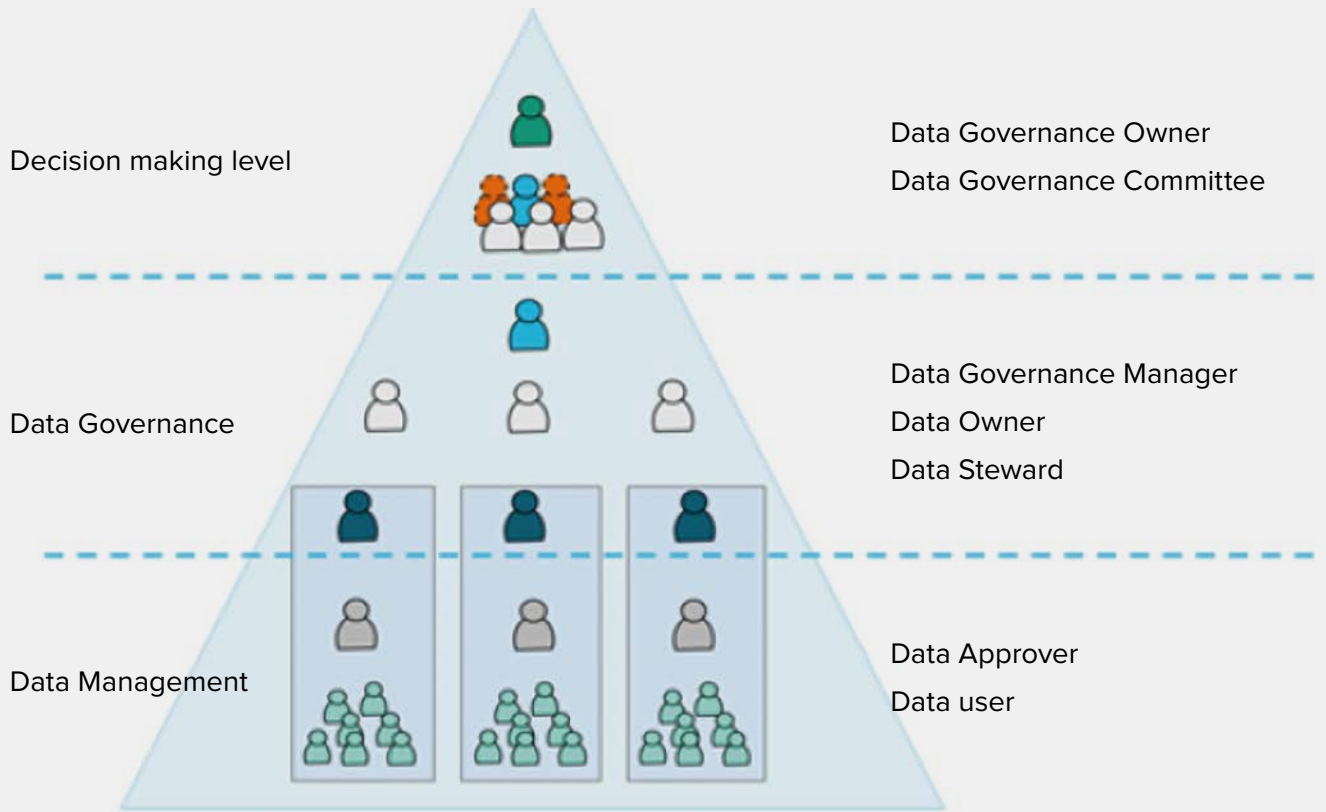 Decision making level
Data Governance Owner
Data Governance Committee
Data Governance
Data Governance Manager
Data Owner
Data Steward
Data Management
Data Approver
Data user